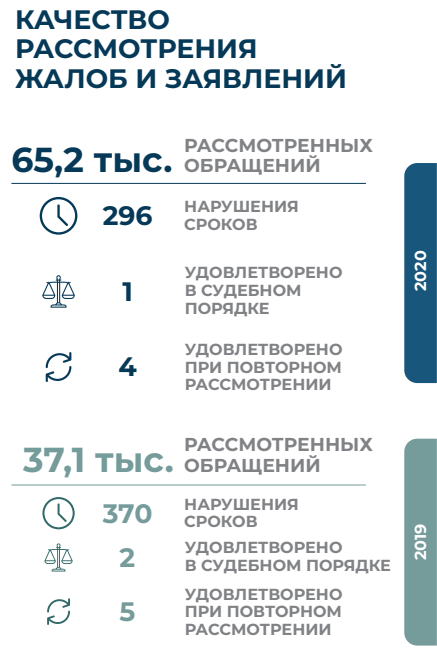 КАЧЕСТВО
РАССМОТРЕНИЯ
ЖАЛОБ И ЗАЯВЛЕНИЙ
65,2 тыс. РАССМОТРЕННЫХ
ОБРАЩЕНИЙ
296 НАРУШЕНИЯ
СРОКОВ
1 УДОВЛЕТВОРЕНО
В СУДЕБНОМ
ПОРЯДКЕ
4 УДОВЛЕТВОРЕНО
ПРИ ПОВТОРНОМ
РАССМОТРЕНИИ
2020
37,1 тыс. РАССМОТРЕННЫХ
ОБРАЩЕНИЙ
370 НАРУШЕНИЯ
СРОКОВ
2 УДОВЛЕТВОРЕНО
В СУДЕБНОМ ПОРЯДКЕ
5 УДОВЛЕТВОРЕНО
ПРИ ПОВТОРНОМ
РАССМОТРЕНИИ
2019